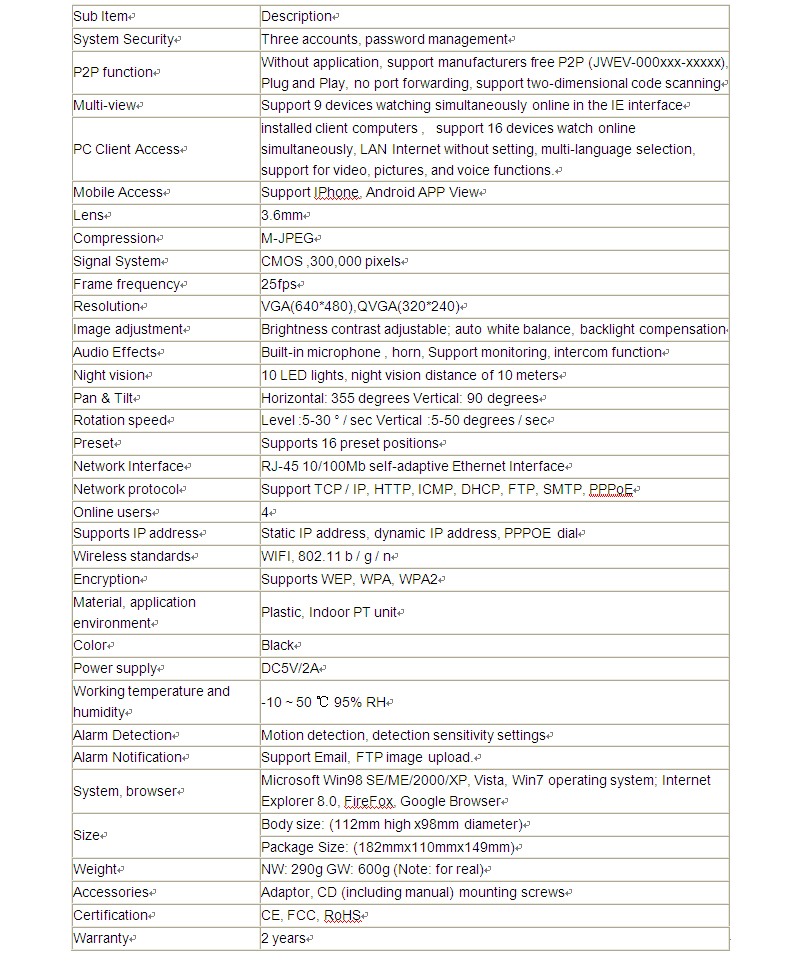 Sub Item Description
System Security Three accounts, password management
P2P function Without application, support manufacturers free P2P (JWEV-000xxx-xxxxx),
Plug and Play, no port forwarding, support two-dimensional code scanning
Multi-view Support 9 devices watching simultaneously online in the IE interface
PC Client Access installed client computers , support 16 devices watch online
simultaneously, LAN Internet without setting, multi-language selection,
support for video, pictures, and voice functions.
Mobile Access Support IPhone, Android APP View
Lens 3.6mm
Compression M-JPEG
Signal System CMOS ,300,000 pixels
Frame frequency 25fps
Resolution VGA(640*480),QVGA(320*240)
Image adjustment Brightness contrast adjustable; auto white balance, backlight compensation
Audio Effects Built-in microphone , horn, Support monitoring, intercom function
Night vision 10 LED lights, night vision distance of 10 meters
Pan & Tilt Horizontal: 355 degrees Vertical: 90 degrees
Rotation speed Level :5-30 ° / sec Vertical :5-50 degrees / sec
Preset Supports 16 preset positions
Network Interface RJ-45 10/100Mb self-adaptive Ethernet Interface
Network protocol Support TCP / IP, HTTP, ICMP, DHCP, FTP, SMTP, PPPoE
Online users 4
Supports IP address Static IP address, dynamic IP address, PPPOE dial
Wireless standards WIFI, 802.11 b / g / n
Encryption Supports WEP, WPA, WPA2
Material, application
environment Plastic, Indoor PT unit
Color Black
Power supply DC5V/2A
Working temperature and
humidity -10 ~ 50 ℃ 95% RH
Alarm Detection Motion detection, detection sensitivity settings
Alarm Notification Support Email, FTP image upload.
System, browser Microsoft Win98 SE/ME/2000/XP, Vista, Win7 operating system; Internet
Explorer 8.0, FireFox, Google Browser
Size Body size: (112mm high x98mm diameter)
Package Size: (182mmx110mmx149mm)
Weight NW: 290g GW: 600g (Note: for real)
Accessories Adaptor, CD (including manual) mounting screws
Certification CE, FCC, RoHS
Warranty 2 years